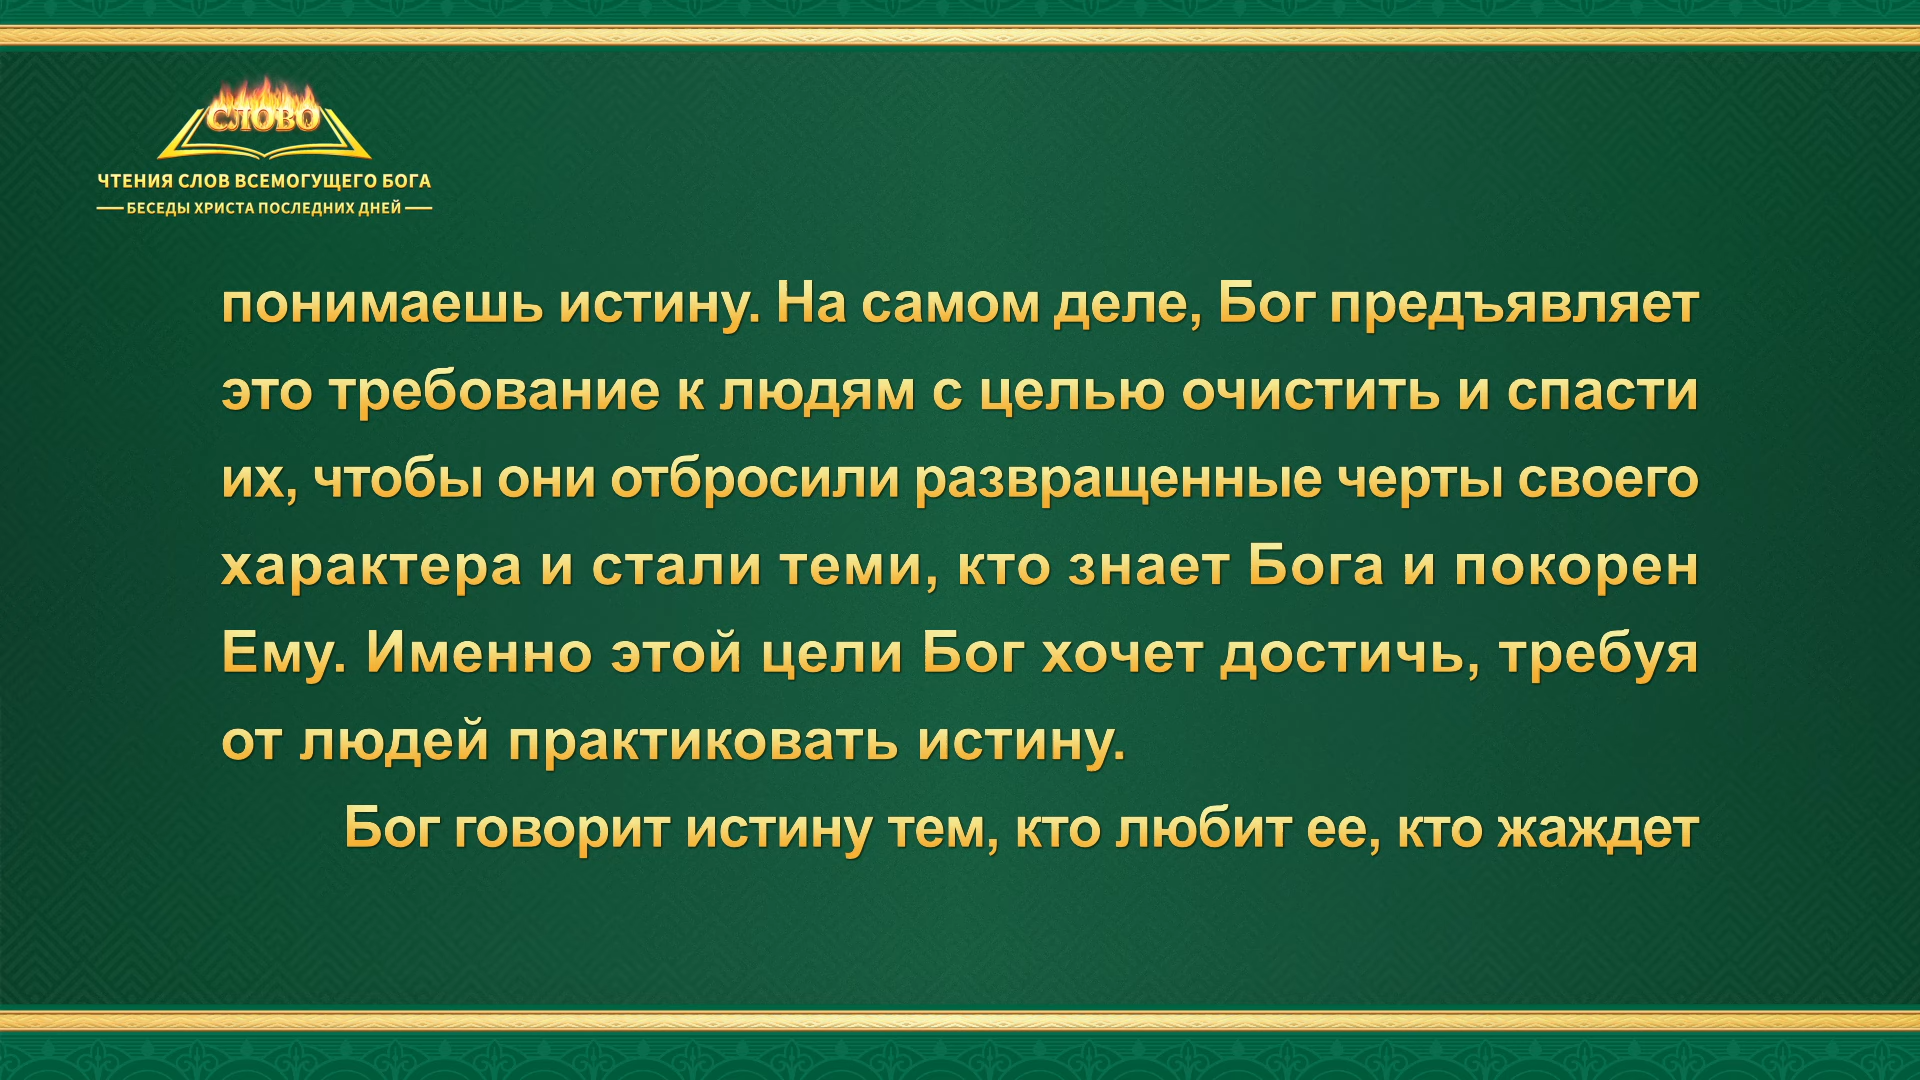 СЛОВО
ЧТЕНИЯ СЛОВ ВСЕМОГУЩЕГО БОГА
БЕСЕДЫ ХРИСТА ПОСЛЕДНИХ ДНЕЙ
понимаешь истину. На самом деле, Бог предъявляет
это требование к людям с целью очистить и спасти
их, чтобы они отбросили развращенные черты своего
характера и стали теми, кто знает Бога и покорен
Ему. Именно этой цели Бог хочет достичь, требуя
от людей практиковать истину.
Бог говорит истину тем, кто любит ее, кто жаждет